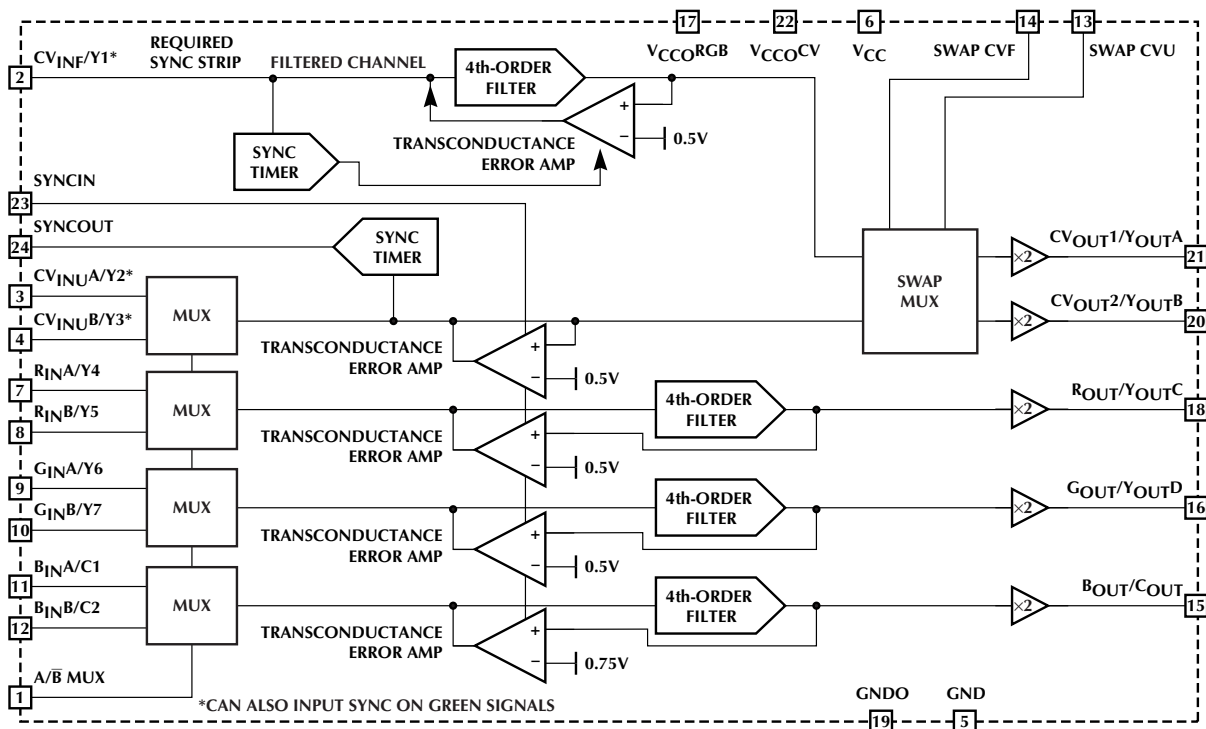 17
22
6
14
13
CVINF/Y1*
REQUIRED
SYNC STRIP
FILTERED CHANNEL
4th-ORDER
FILTER
VCCORGB
VCCOCV
VCC
SWAP CVF
SWAP CVU
2
+
−
0.5V
TRANSCONDUCTANCE
ERROR AMP
SYNC
TIMER
SYNCIN
23
SYNCOUT
24
SYNC
TIMER
CVINUA/Y2*
3
CVINUB/Y3*
4
MUX
SWAP
MUX
×2
CVOUT1/YOUTA
21
×2
CVOUT2/YOUTB
20
TRANSCONDUCTANCE
ERROR AMP
+
−
0.5V
RINA/Y4
7
RINB/Y5
8
MUX
TRANSCONDUCTANCE
ERROR AMP
+
−
0.5V
4th-ORDER
FILTER
×2
ROUT/YOUTC
18
GINA/Y6
9
GINB/Y7
10
MUX
TRANSCONDUCTANCE
ERROR AMP
+
−
0.5V
4th-ORDER
FILTER
×2
GOUT/YOUTD
16
BINA/C1
11
BINB/C2
12
MUX
TRANSCONDUCTANCE
ERROR AMP
+
−
0.75V
4th-ORDER
FILTER
×2
BOUT/COUT
15
A/B̅ MUX
1
*CAN ALSO INPUT SYNC ON GREEN SIGNALS
GNDO
19
GND
5